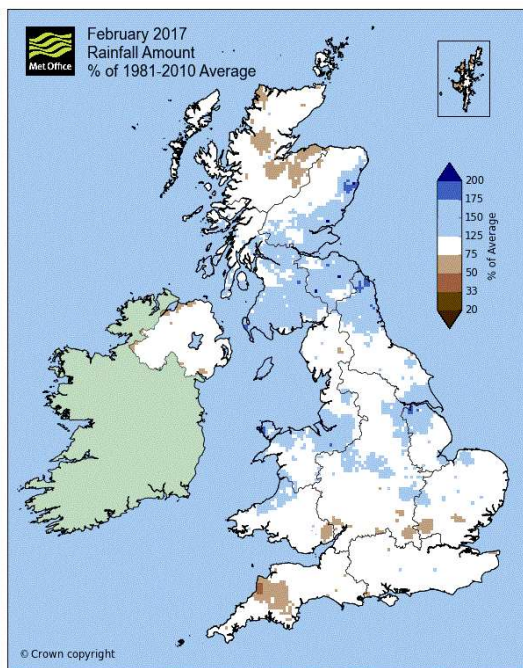 Met Office
February 2017
Rainfall Amount
% of 1981-2010 Average
200
175
150
125
75
50
33
20
% of Average
© Crown copyright